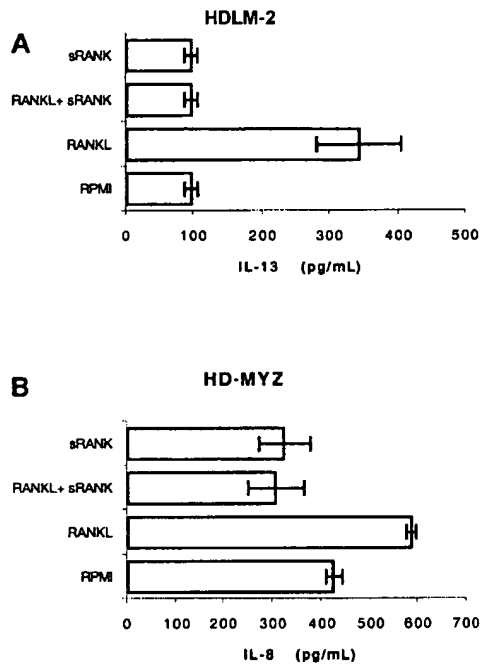 HDLM-2
A
sRANK
RANKL+ sRANK
RANKL
RPMI
0 100 200 300 400 500
IL-13 (pg/mL)
HD-MYZ
B
sRANK
RANKL+ sRANK
RANKL
RPMI
0 100 200 300 400 500 600 700
IL-8 (pg/mL)